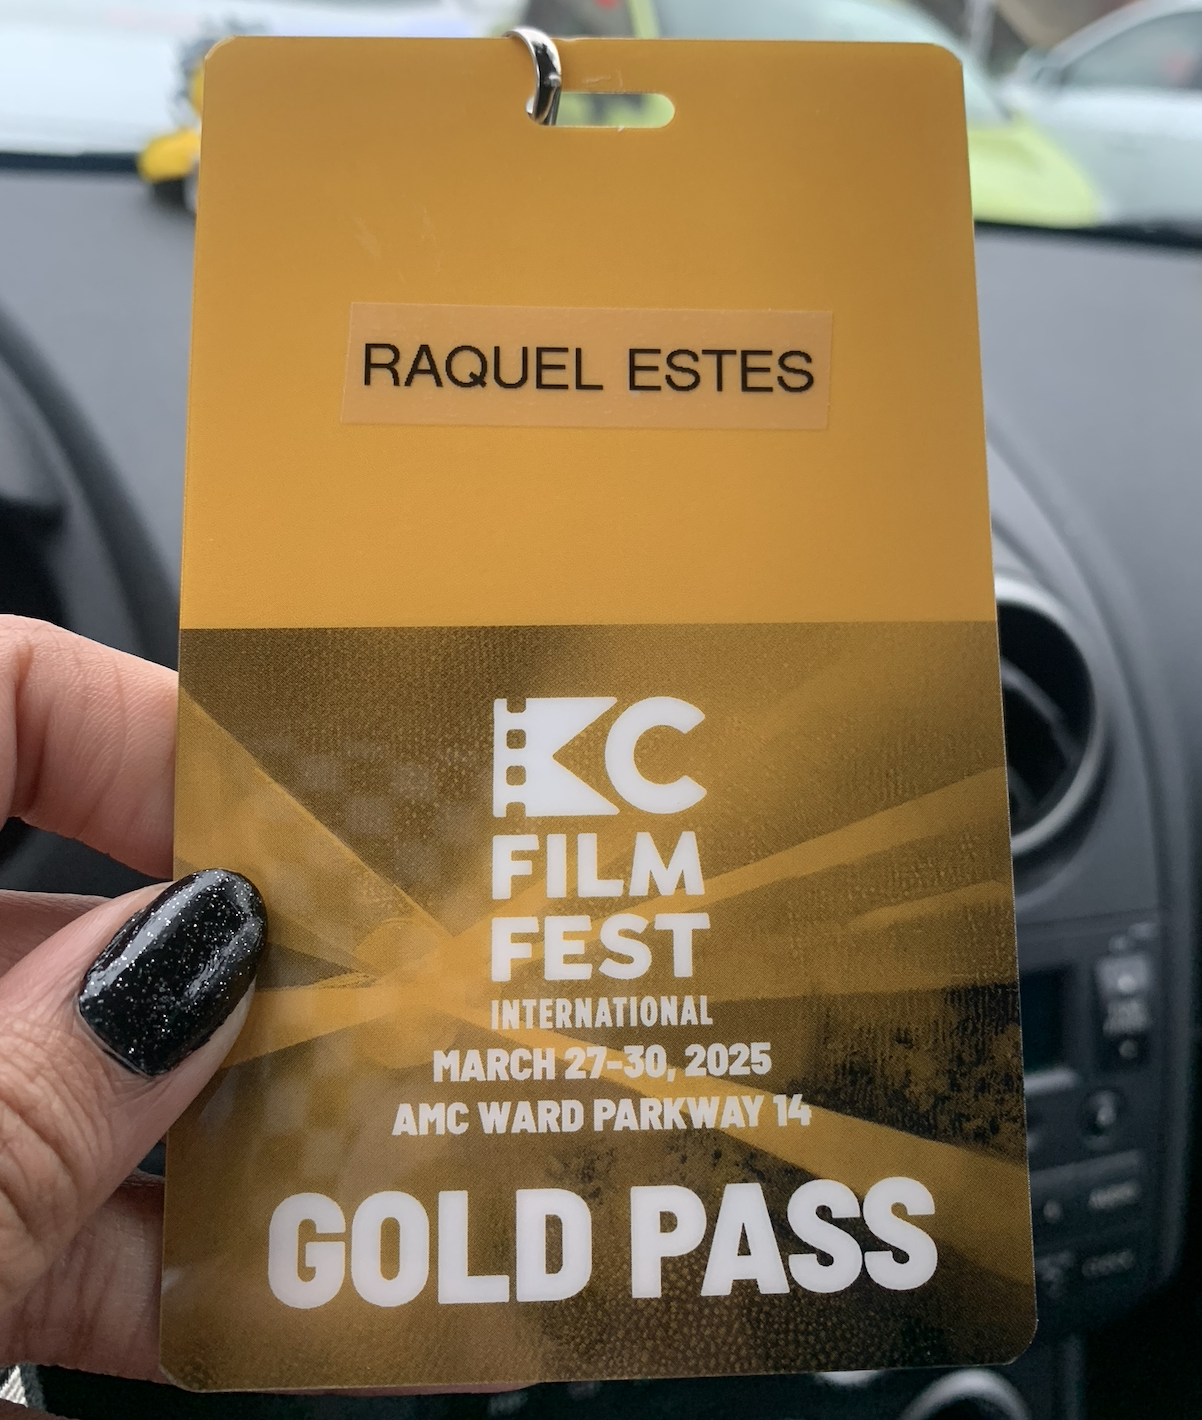 RAQUEL ESTES
KC
FILM
FEST
INTERNATIONAL
MARCH 27-30, 2025
AMC WARD PARKWAY 14
GOLD PASS